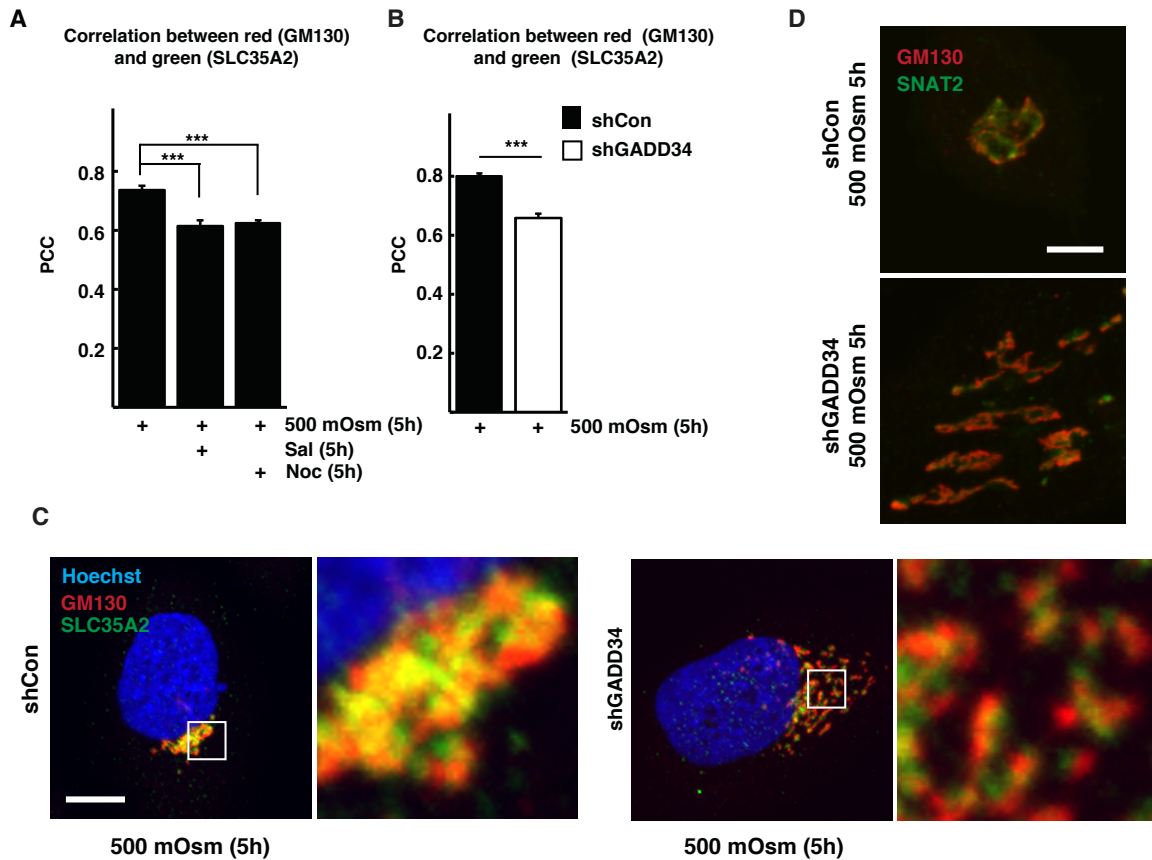 A
Correlation between red (GM130)
and green (SLC35A2)
***
***
0.8
0.6
0.4
0.2
PCC
+ + + 500 mOsm (5h)
+ Sal (5h)
+ Noc (5h)
B
Correlation between red (GM130)
and green (SLC35A2)
shCon
shGADD34
***
0.8
0.6
0.4
0.2
PCC
+ + 500 mOsm (5h)
D
GM130
SNAT2
shCon
500 mOsm 5h
shGADD34
500 mOsm 5h
C
Hoechst
GM130
SLC35A2
shCon
500 mOsm (5h)
shGADD34
500 mOsm (5h)